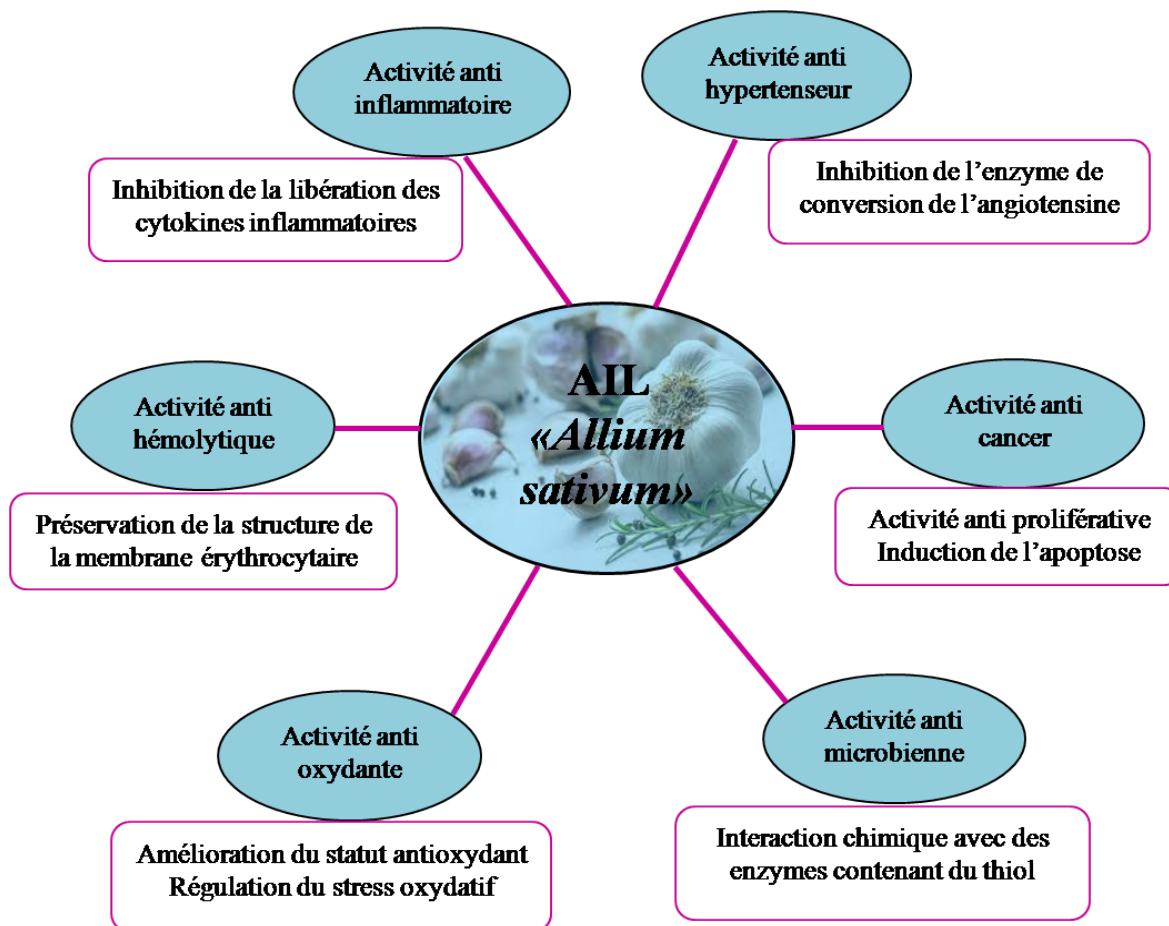 Activité anti
inflammatoire
Inhibition de la libération des
cytokines inflammatoires
Activité anti
hypertenseur
Inhibition de l’enzyme de
conversion de l’angiotensine
AIL
«Allium
sativum»
Activité anti
hémolytique
Préservation de la structure de
la membrane érythrocytaire
Activité anti
cancer
Activité anti proliférative
Induction de l’apoptose
Activité anti
oxydante
Amélioration du statut antioxydant
Régulation du stress oxydatif
Activité anti
microbienne
Interaction chimique avec des
enzymes contenant du thiol